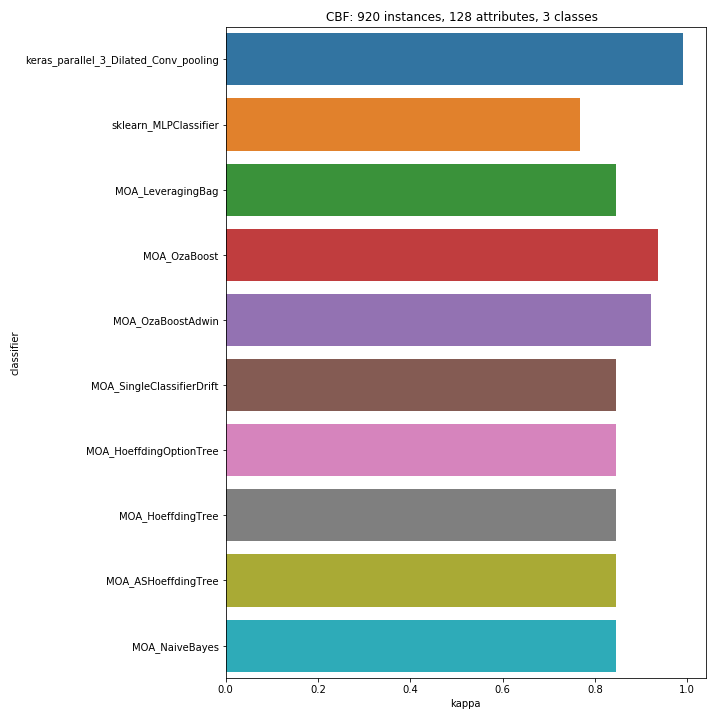 CBF: 920 instances, 128 attributes, 3 classes
keras_parallel_3_Dilated_Conv_pooling
sklearn_MLPClassifier
MOA_LeveragingBag
MOA_OzaBoost
MOA_OzaBoostAdwin
classifier
MOA_SingleClassifierDrift
MOA_HoeffdingOptionTree
MOA_HoeffdingTree
MOA_ASHoeffdingTree
MOA_NaiveBayes
0.0 0.2 0.4 0.6 0.8 1.0
kappa